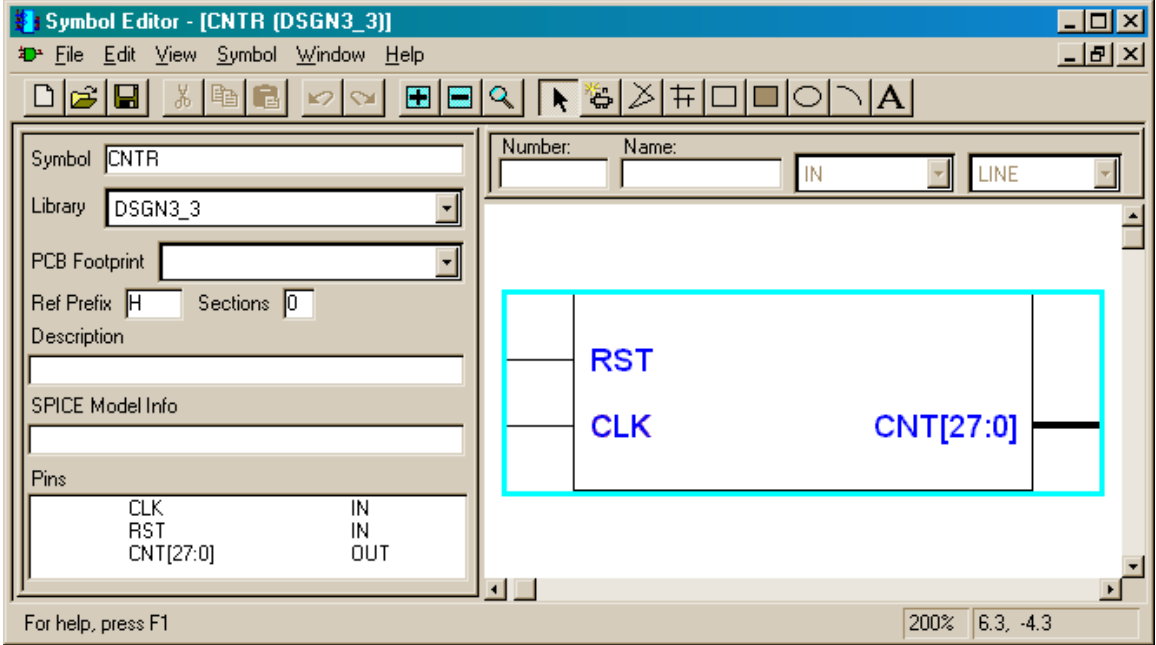 Symbol Editor - [CNTR (DSGN3_3)]
File Edit View Symbol Window Help
A
Symbol CNTR
Library DSGN3_3
PCB Footprint
Ref Prefix H Sections 0
Description
SPICE Model Info
Pins
CLK IN
RST IN
CNT[27:0] OUT
Number: Name:
IN LINE
RST
CLK CNT[27:0]
For help, press F1 200% 6.3, -4.3